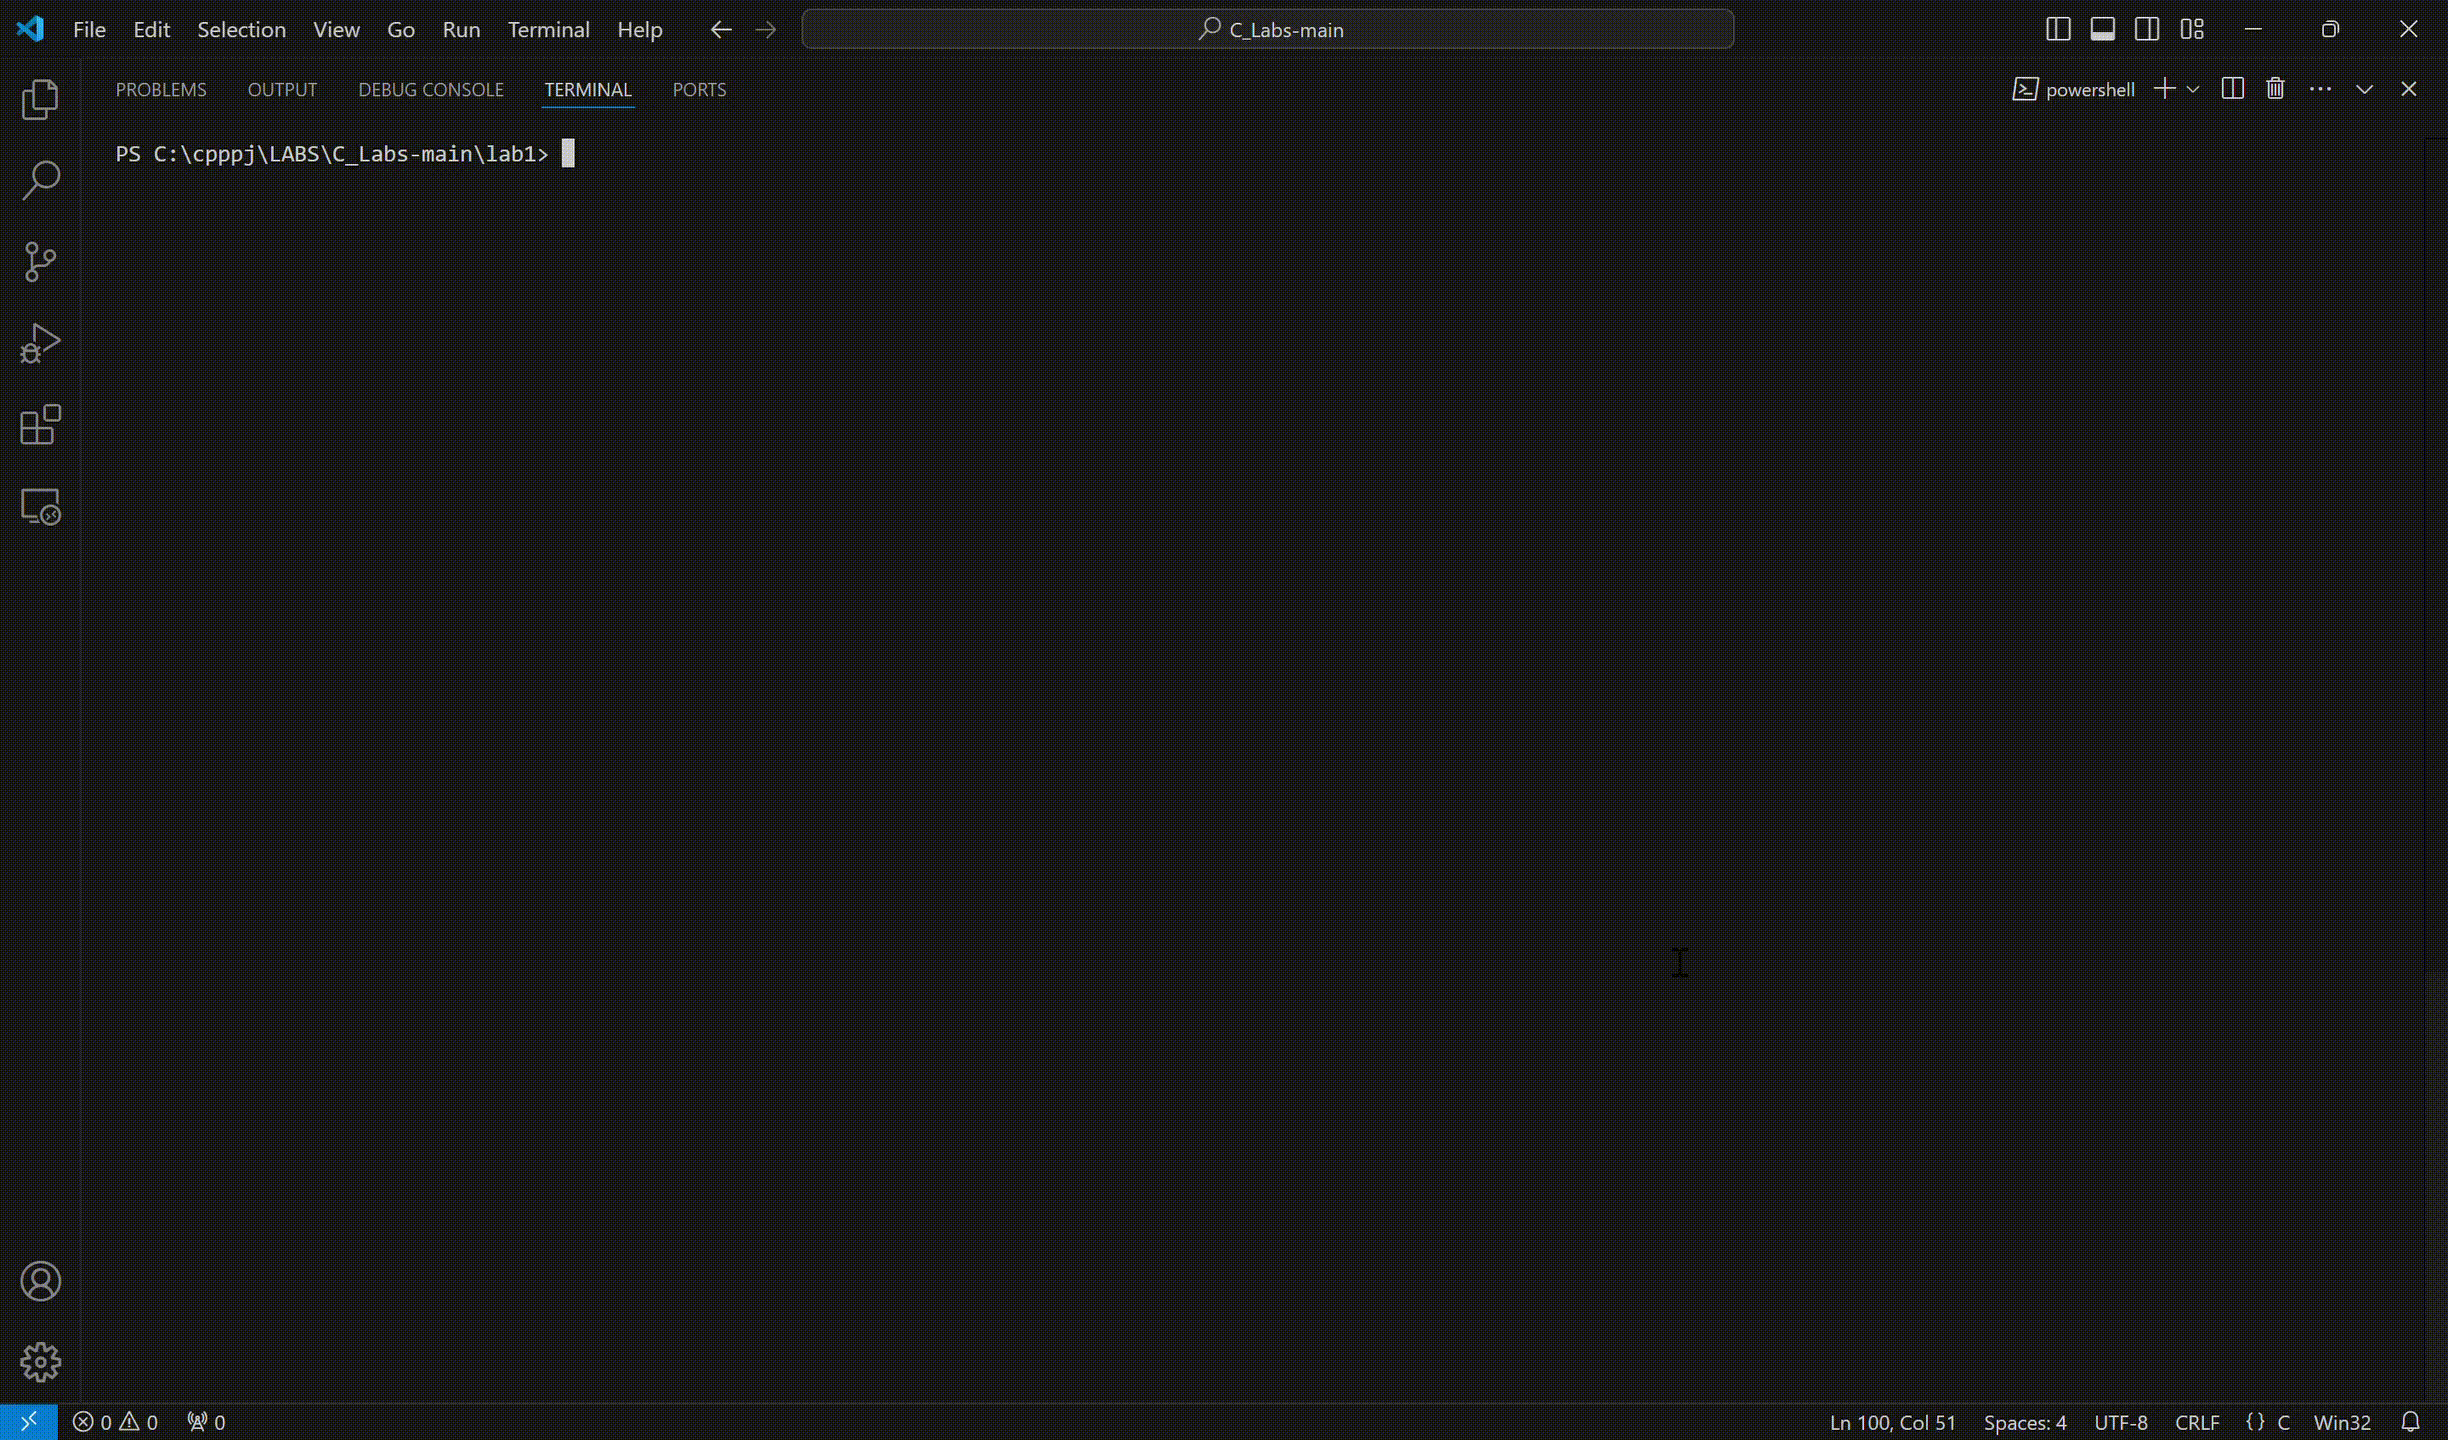 File Edit Selection View Go Run Terminal Help C_Labs-main
PROBLEMS OUTPUT DEBUG CONSOLE TERMINAL PORTS powershell
PS C:\cpppj\LABS\C_Labs-main\lab1>
0 0 0 Ln 100, Col 51 Spaces: 4 UTF-8 CRLF {} C Win32